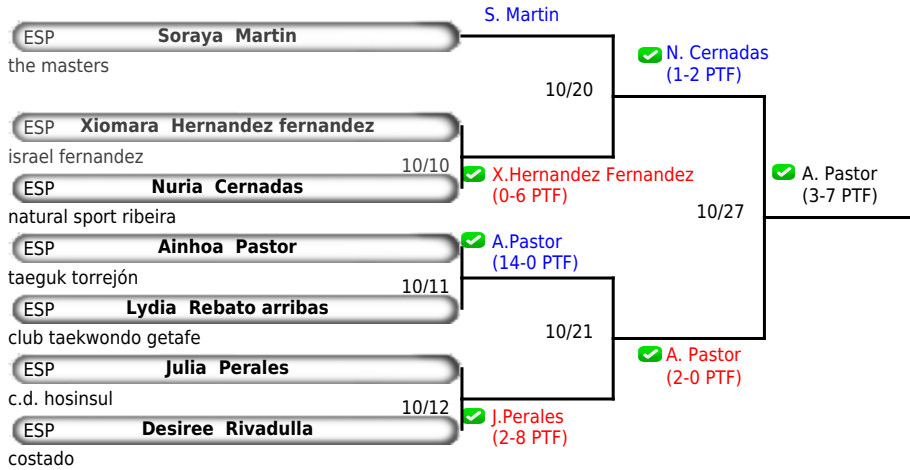 S. Martin
ESP Soraya Martin
the masters
N. Cernadas
(1-2 PTF)
10/20
ESP Xiomara Hernandez fernandez
israel fernandez
10/10
X.Hernandez Fernandez
(0-6 PTF)
ESP Nuria Cernadas
natural sport ribeira
A. Pastor
(3-7 PTF)
10/27
ESP Ainhoa Pastor
taeguk torrejón
A.Pastor
(14-0 PTF)
10/11
ESP Lydia Rebato arribas
club taekwondo getafe
10/21
A. Pastor
(2-0 PTF)
ESP Julia Perales
c.d. hosinsul
10/12
J.Perales
(2-8 PTF)
ESP Desiree Rivadulla
costado